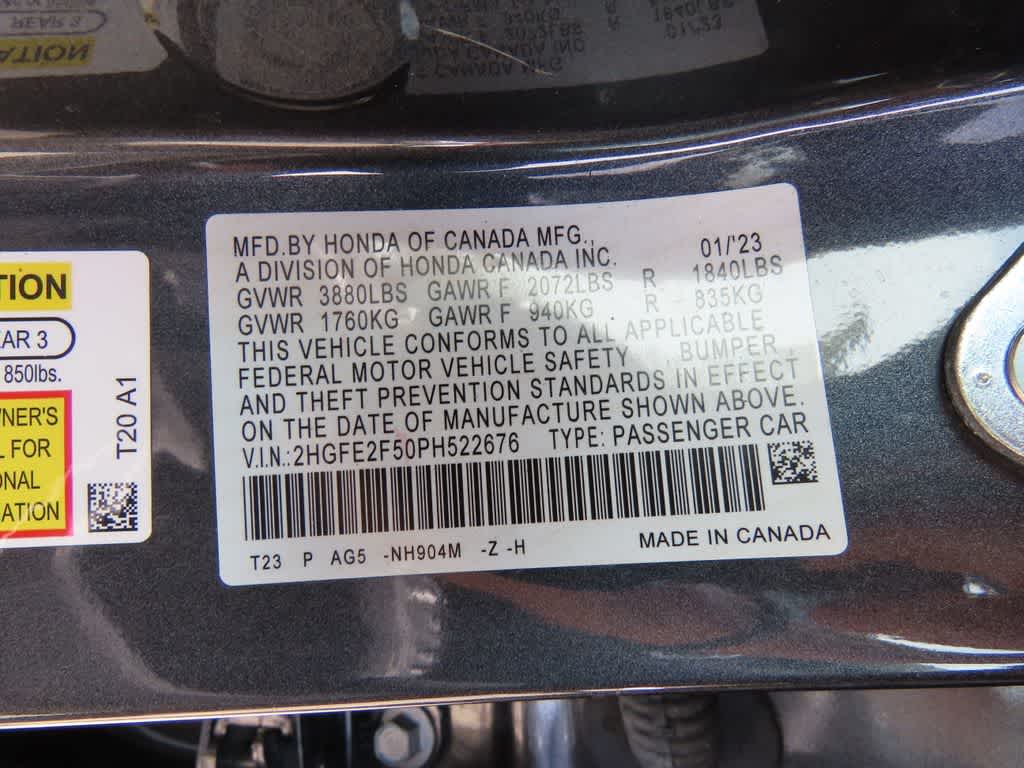 TION
AR 3
850lbs.
WNER'S
L FOR
ONAL
ATION
T20 A1
MFD.BY HONDA OF CANADA MFG., 01/'23
A DIVISION OF HONDA CANADA INC.
GVWR 3880LBS GAWR F 2072LBS R 1840LBS
GVWR 1760KG GAWR F 940KG R 835KG
THIS VEHICLE CONFORMS TO ALL APPLICABLE
FEDERAL MOTOR VEHICLE SAFETY , BUMPER
AND THEFT PREVENTION STANDARDS IN EFFECT
ON THE DATE OF MANUFACTURE SHOWN ABOVE.
V.I.N.:2HGFE2F50PH522676 TYPE: PASSENGER CAR
T23 P AG5 -NH904M -Z -H MADE IN CANADA